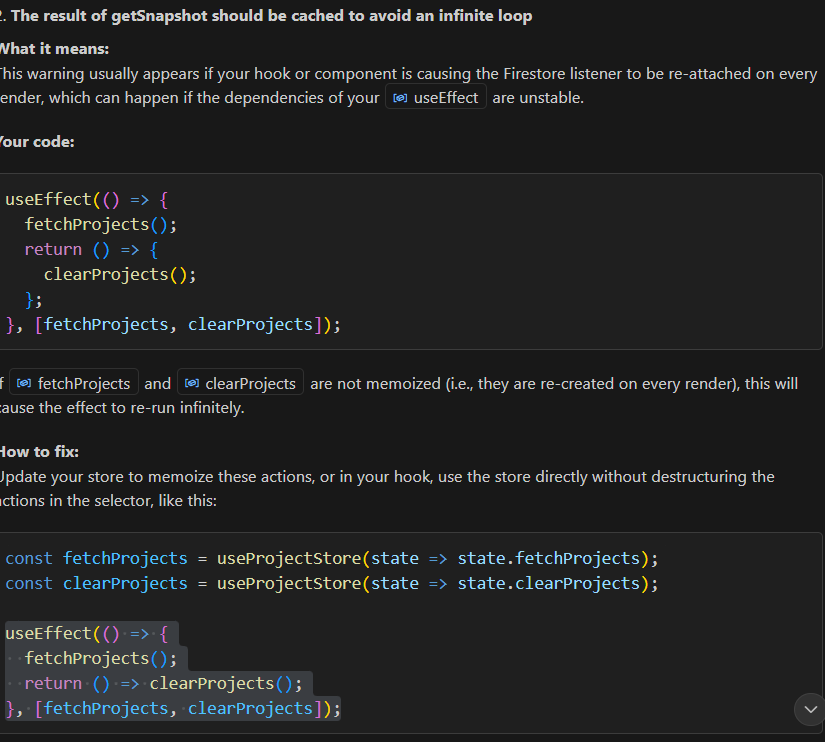 2. The result of getSnapshot should be cached to avoid an infinite loop
What it means:
This warning usually appears if your hook or component is causing the Firestore listener to be re-attached on every
render, which can happen if the dependencies of your useEffect are unstable.
Your code:
useEffect(() => {
  fetchProjects();
  return () => {
    clearProjects();
  };
}, [fetchProjects, clearProjects]);
If fetchProjects and clearProjects are not memoized (i.e., they are re-created on every render), this will
cause the effect to re-run infinitely.
How to fix:
Update your store to memoize these actions, or in your hook, use the store directly without destructuring the
actions in the selector, like this:
const fetchProjects = useProjectStore(state => state.fetchProjects);
const clearProjects = useProjectStore(state => state.clearProjects);
useEffect(() => {
  fetchProjects();
  return () => clearProjects();
}, [fetchProjects, clearProjects]);